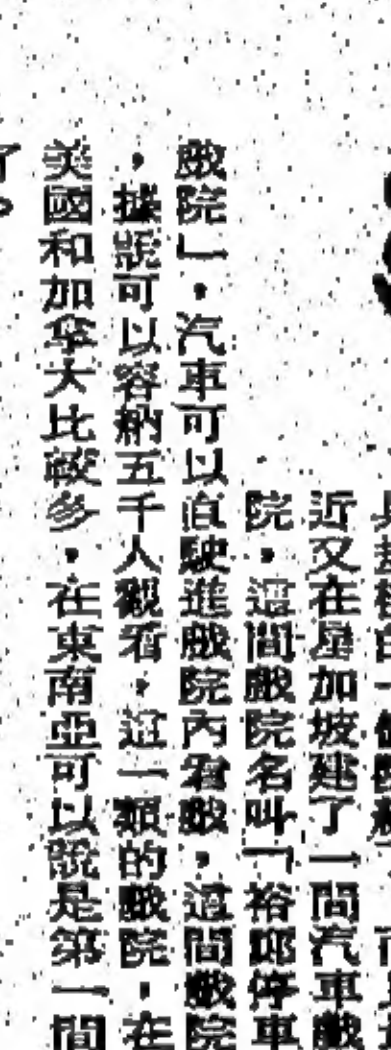 近又在星加坡建了一間汽車戲
院，這間戲院名叫「裕廊停車
戲院」，汽車可以直駛進戲院內看戲，這間戲院
，據說可以容納五千人觀看，這一類的戲院，在
美國和加拿大比較多，在東南亞可以說是第一間
了。